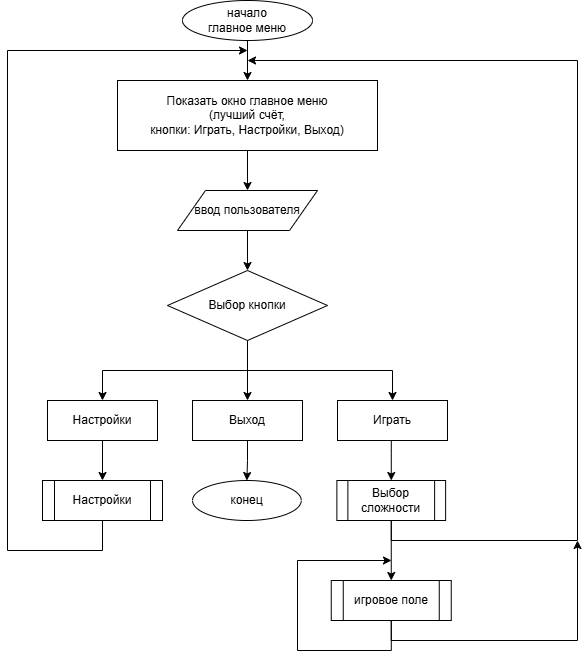 начало
главное меню
Показать окно главное меню
(лучший счёт,
кнопки: Играть, Настройки, Выход)
ввод пользователя
Выбор кнопки
Настройки
Выход
Играть
Настройки
конец
Выбор
сложности
игровое поле